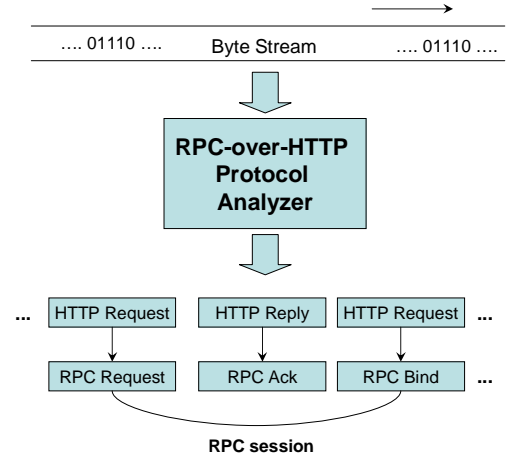 .... 01110 .... Byte Stream .... 01110 ....
RPC-over-HTTP
Protocol
Analyzer
... HTTP Request HTTP Reply HTTP Request ...
RPC Request RPC Ack RPC Bind ...
RPC session